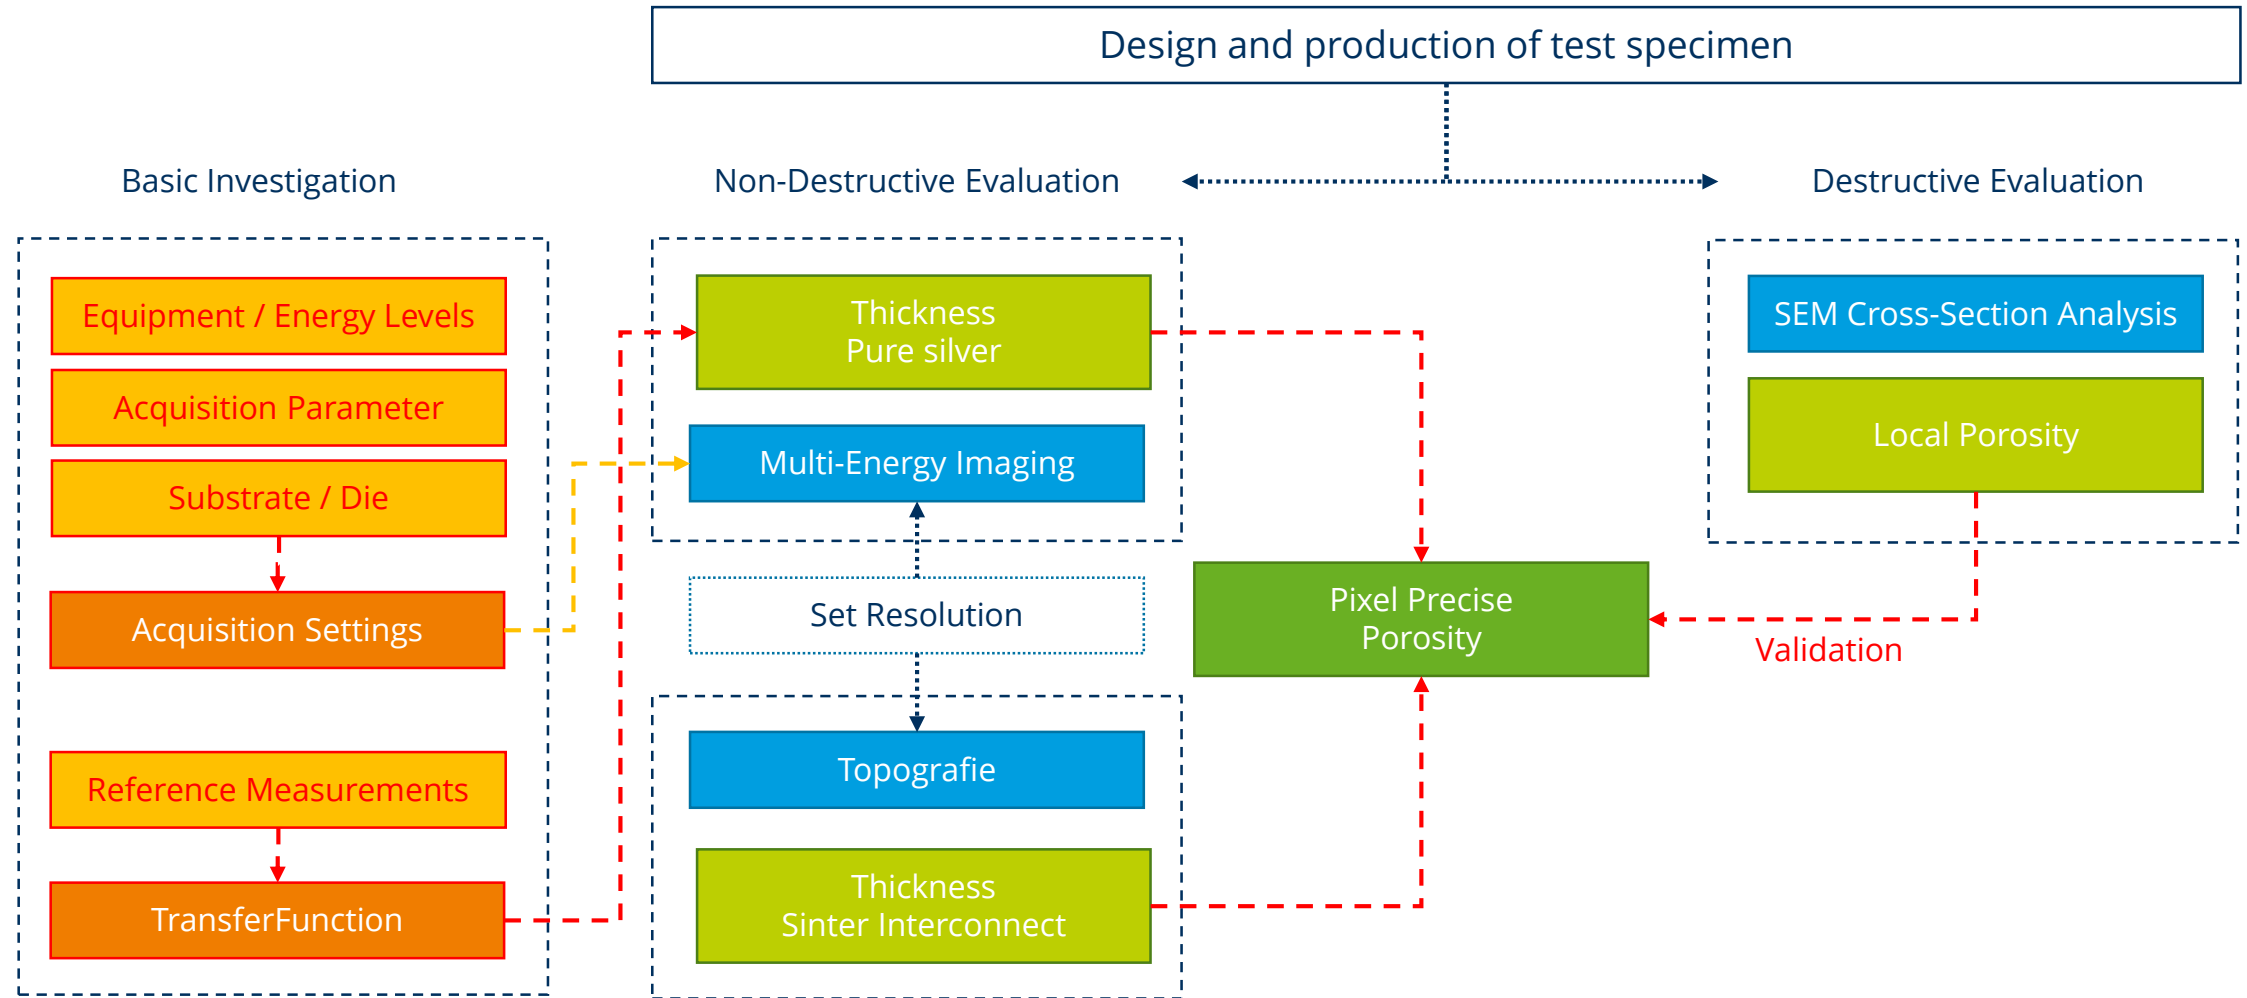 Design and production of test specimen
Basic Investigation
Non-Destructive Evaluation
Destructive Evaluation
Equipment / Energy Levels
Acquisition Parameter
Substrate / Die
Acquisition Settings
Reference Measurements
TransferFunction
Thickness
Pure silver
Multi-Energy Imaging
Set Resolution
Topografie
Thickness
Sinter Interconnect
Pixel Precise
Porosity
SEM Cross-Section Analysis
Local Porosity
Validation